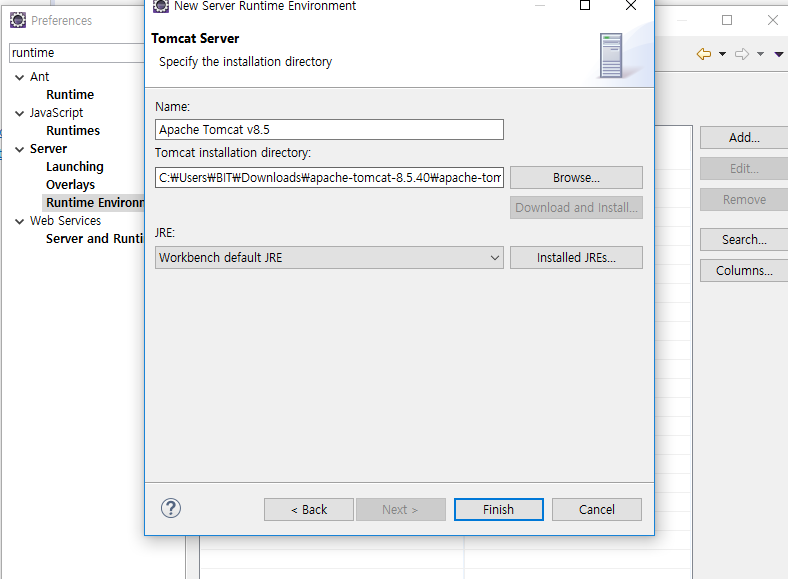 Preferences
runtime
Ant
Runtime
JavaScript
Runtimes
Server
Launching
Overlays
Runtime Environ
Web Services
Server and Runti
New Server Runtime Environment
Tomcat Server
Specify the installation directory
Name:
Apache Tomcat v8.5
Tomcat installation directory:
C:₩Users₩BIT₩Downloads₩apache-tomcat-8.5.40₩apache-tom
Browse...
Download and Install...
JRE:
Workbench default JRE
Installed JREs...
?
< Back
Next >
Finish
Cancel
Add...
Edit...
Remove
Search...
Columns...